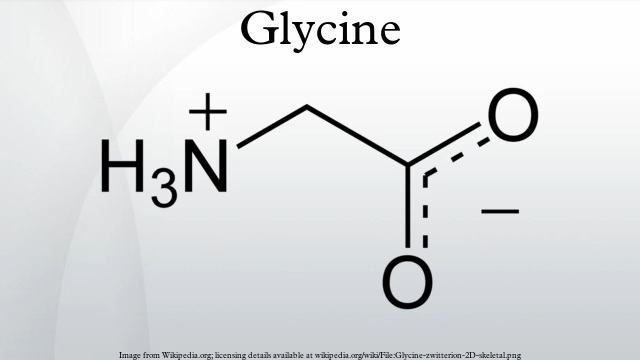 Glycine
+
H₃N
O
−
O
Image from Wikipedia.org; licensing details available at wikipedia.org/wiki/File:Glycine-zwitterion-2D-skeletal.png